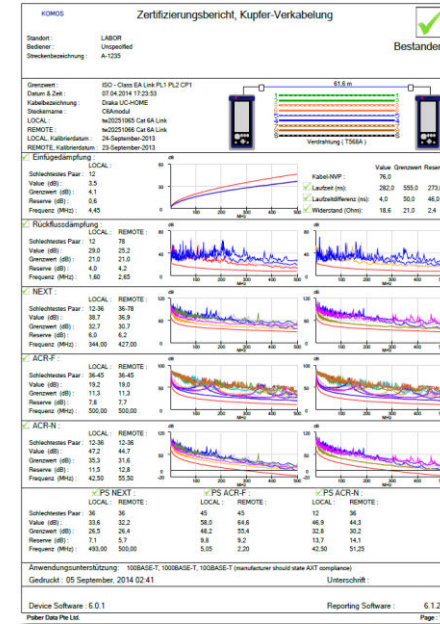 KOMOS
Zertifizierungsbericht, Kupfer-Verkabelung
Standort : LABOR
Bediener : Unspecified
Streckenbezeichnung : A-1235
Bestanden
Grenzwert : ISO - Class EA Link PL1 PL2 CP1
Datum & Zeit : 07.04.2014 17:23:53
Kabelbezeichnung : Draka UC-HOME
Steckername : C6Amodul
LOCAL : tw20251065 Cat 6A Link
REMOTE : tw20251066 Cat 6A Link
LOCAL, Kalibrierdatum : 24-September-2013
REMOTE, Kalibrierdatum : 23-September-2013
61,6 m
Verdrahtung ( T568A )
Einfügedämpfung :
LOCAL :
Schlechtestes Paar : 12
Value (dB) : 3,5
Grenzwert (dB) : 4,1
Reserve (dB) : 0,6
Frequenz (MHz) : 4,45
Value Grenzwert Reserve
Kabel-NVP : 76,0
Laufzeit (ns): 282,0 555,0 273,0
Laufzeitdifferenz (ns): 4,0 50,0 46,0
Widerstand (Ohm): 18,6 21,0 2,4
Rückflussdämpfung :
LOCAL : REMOTE :
Schlechtestes Paar : 12 78
Value (dB) : 29,0 25,2
Grenzwert (dB) : 21,0 21,0
Reserve (dB) : 4,0 4,2
Frequenz (MHz) : 1,60 2,65
NEXT :
LOCAL : REMOTE :
Schlechtestes Paar : 12-36 36-78
Value (dB) : 38,7 36,9
Grenzwert (dB) : 32,7 30,7
Reserve (dB) : 6,0 6,2
Frequenz (MHz) : 344,00 427,00
ACR-F :
LOCAL : REMOTE :
Schlechtestes Paar : 36-45 36-45
Value (dB) : 19,2 19,0
Grenzwert (dB) : 11,3 11,3
Reserve (dB) : 7,8 7,7
Frequenz (MHz) : 500,00 500,00
ACR-N :
LOCAL : REMOTE :
Schlechtestes Paar : 12-36 12-36
Value (dB) : 47,2 44,7
Grenzwert (dB) : 35,3 31,6
Reserve (dB) : 11,5 12,8
Frequenz (MHz) : 42,50 55,50
PS NEXT : PS ACR-F : PS ACR-N :
LOCAL : REMOTE : LOCAL : REMOTE : LOCAL : REMOTE :
Schlechtestes Paar : 36 36 45 45 12 36
Value (dB) : 33,6 32,2 58,0 64,6 46,9 44,3
Grenzwert (dB) : 26,5 26,4 48,2 55,4 32,8 30,2
Reserve (dB) : 7,1 5,7 9,8 9,2 13,7 14,1
Frequenz (MHz) : 493,00 500,00 5,05 2,20 42,50 51,25
Anwendungsunterstützung: 100BASE-T, 1000BASE-T, 10GBASE-T (manufacturer should state AXT compliance)
Gedruckt : 05 September, 2014 02:41 Unterschrift :
Device Software : 6.0.1 Reporting Software : 6.1.2
Psiber Data Pte Ltd. Page :